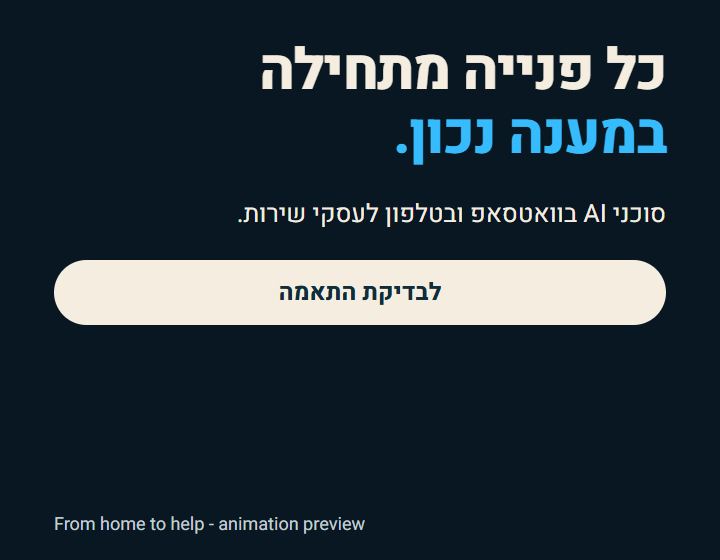 כל פנייה מתחילה
במענה נכון.
סוכני AI בוואטסאפ ובטלפון לעסקי שירות.
לבדיקת התאמה
From home to help - animation preview